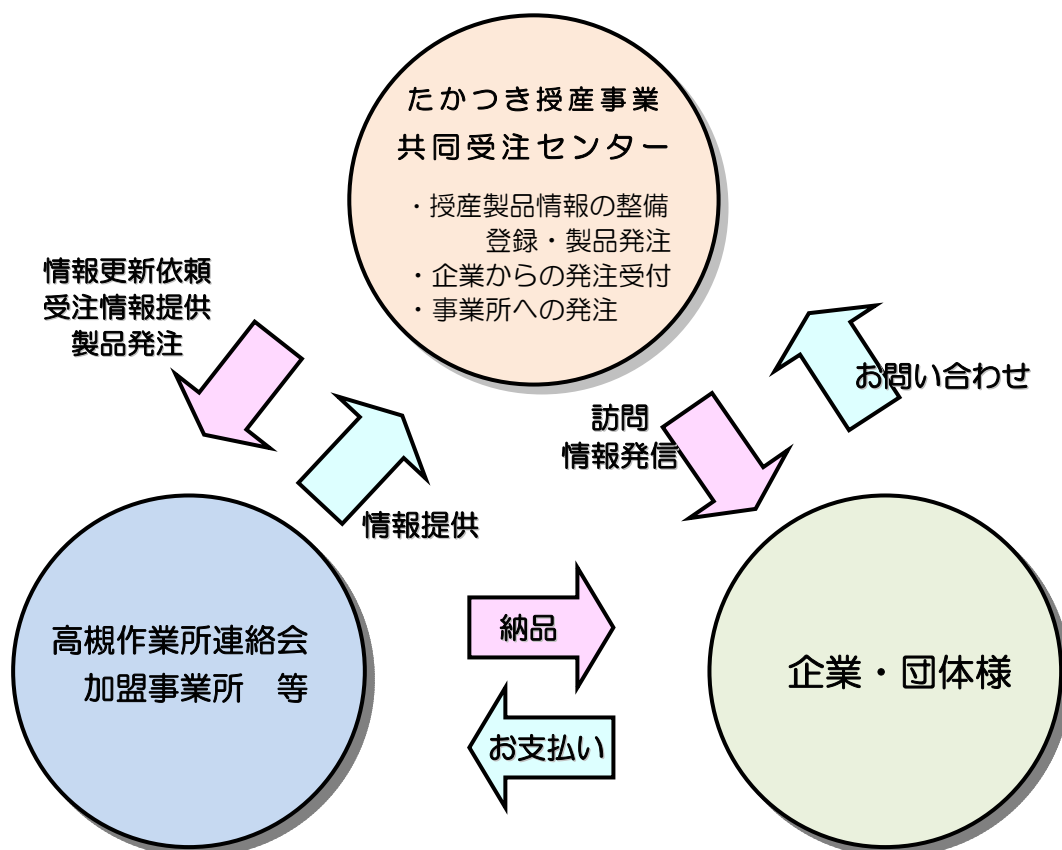 たかつき授産事業
共同受注センター
・授産製品情報の整備
登録・製品発注
・企業からの発注受付
・事業所への発注
情報更新依頼
受注情報提供
製品発注
お問い合わせ
訪問
情報発信
情報提供
高槻作業所連絡会
加盟事業所　等
納品
お支払い
企業・団体様